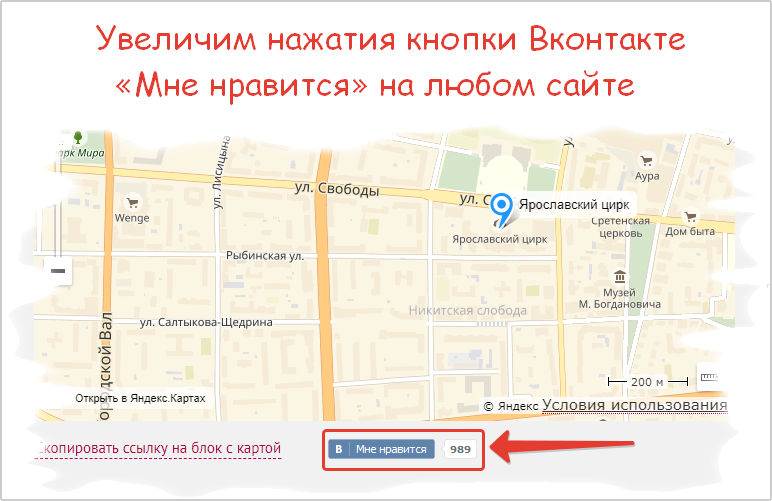 Увеличим нажатия кнопки Вконтакте
«Мне нравится» на любом сайте
арк Мира
ул. Лисицына
ул. Свободы
ул. С
Ярославский цирк
Аура
Wenge
Сретенская
церковь
Дом быта
Ярославский цирк
Рыбинская ул.
Музей
М. Богдановича
Никитская слобода
ул. Салтыкова-Щедрина
ородской Вал
200 м
Открыть в Яндекс.Картах
© Яндекс Условия использования
Скопировать ссылку на блок с картой
В Мне нравится 989